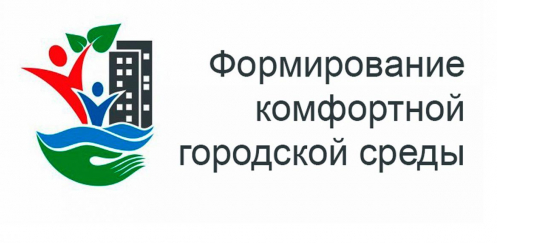 Формирование
комфортной
городской среды